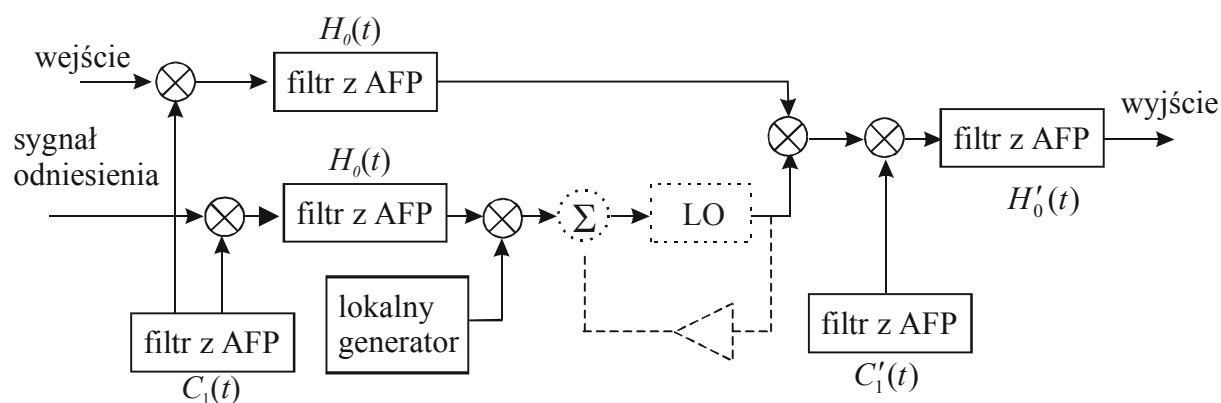 H₀(t)
wejście
filtr z AFP
wyjście
filtr z AFP
sygnał
odniesienia
H₀(t)
filtr z AFP
Σ
LO
H′₀(t)
lokalny
generator
filtr z AFP
C₁(t)
filtr z AFP
C′₁(t)